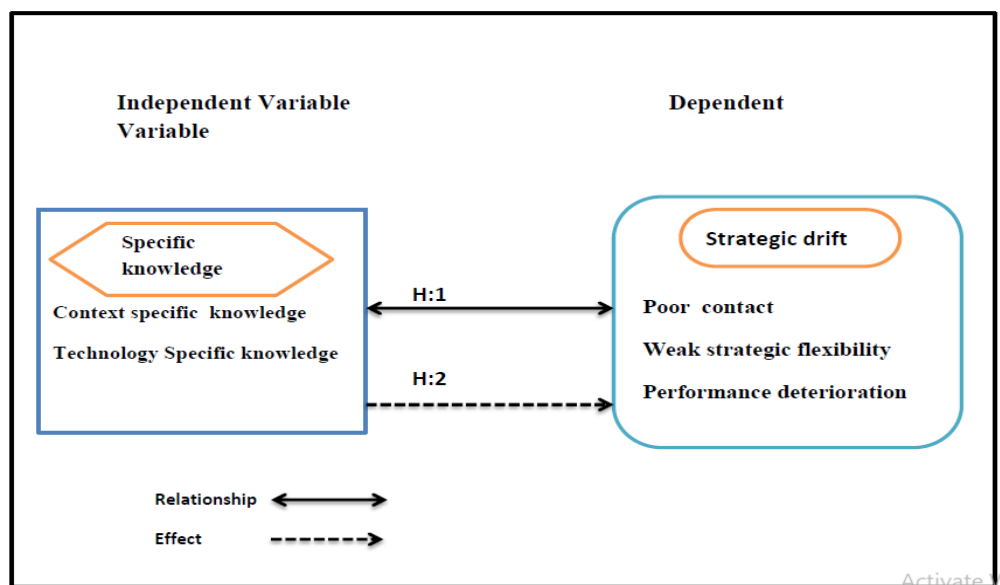 Independent Variable
Dependent
Variable
Specific
knowledge
Context specific knowledge
Technology Specific knowledge
H:1
H:2
Strategic drift
Poor contact
Weak strategic flexibility
Performance deterioration
Relationship
Effect
Activate